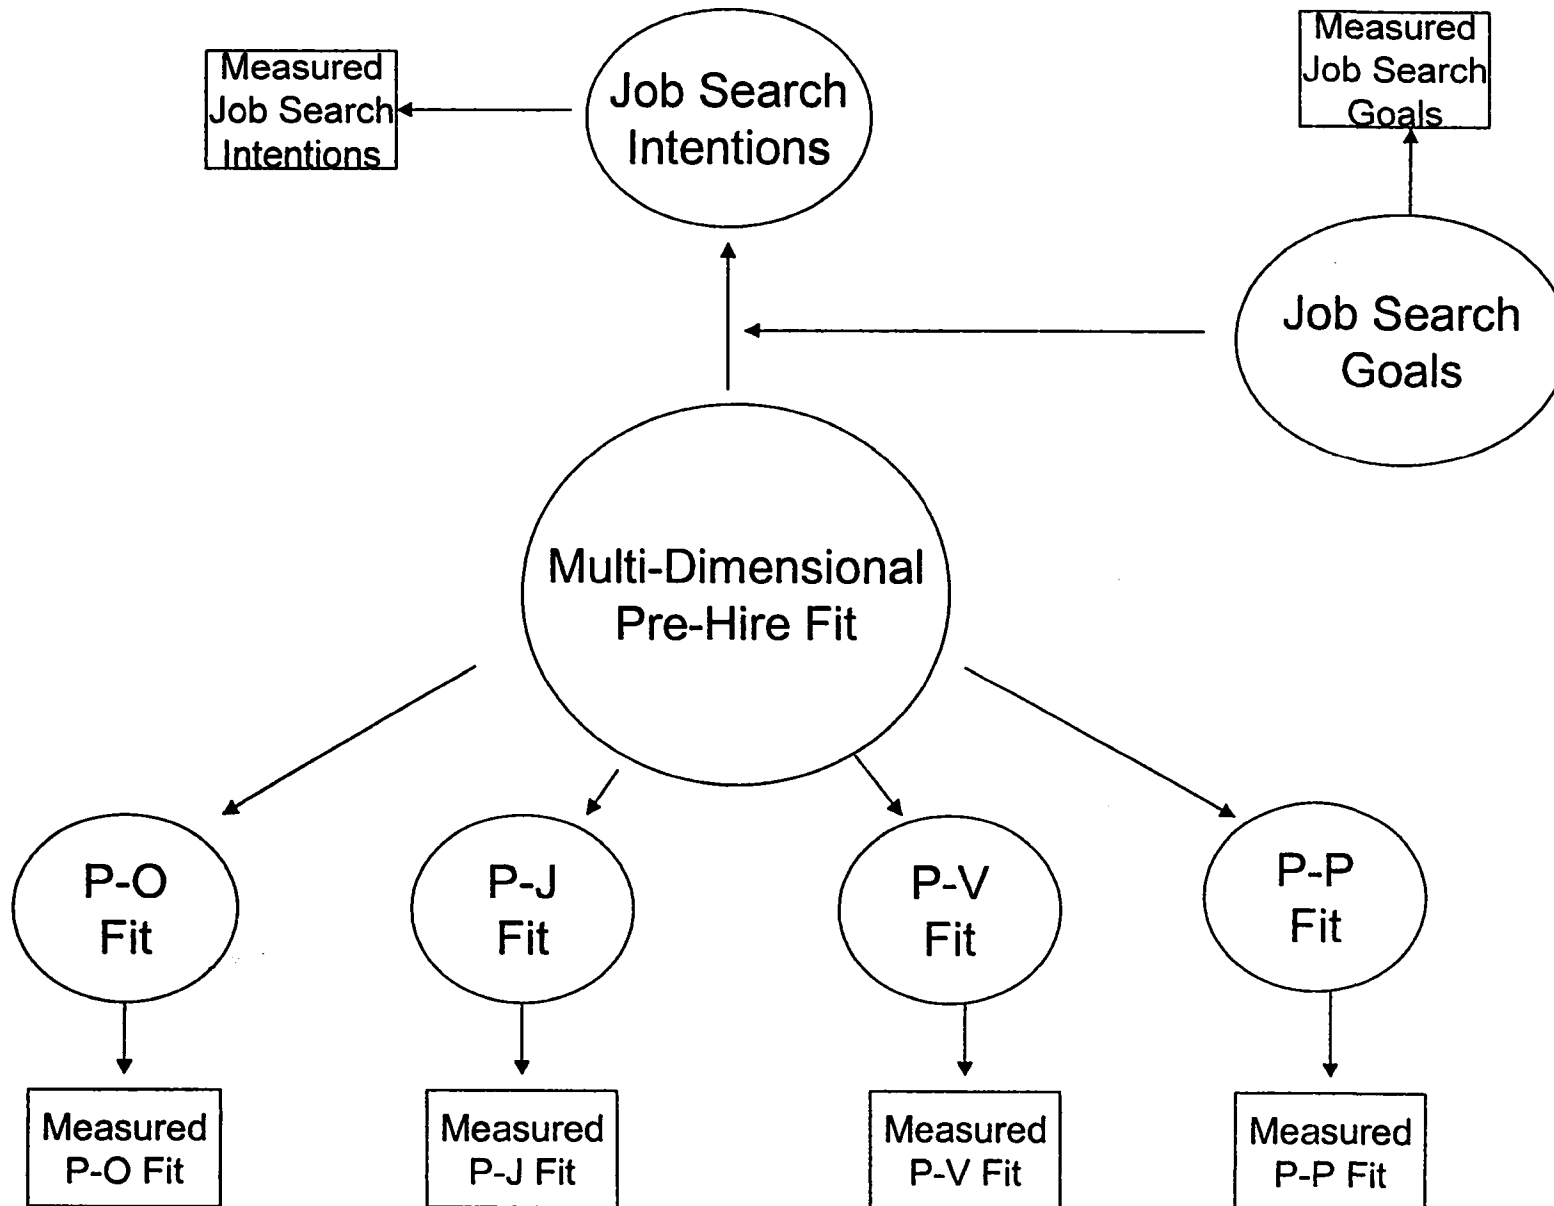 Measured
Job Search
Intentions
Job Search
Intentions
Measured
Job Search
Goals
Job Search
Goals
Multi-Dimensional
Pre-Hire Fit
P-O
Fit
P-J
Fit
P-V
Fit
P-P
Fit
Measured
P-O Fit
Measured
P-J Fit
Measured
P-V Fit
Measured
P-P Fit